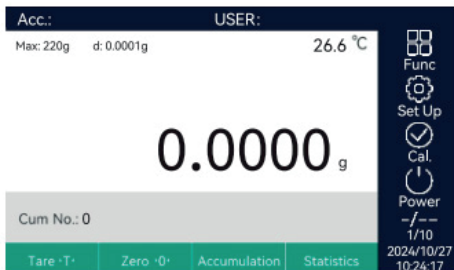 Acc.: USER:
Max: 220g d: 0.0001g 26.6 °C
0.0000 g
Cum No.: 0
Tare ·T· Zero ·0· Accumulation Statistics
Func
Set Up
Cal.
Power
-/--
1/10
2024/10/27
10:24:17